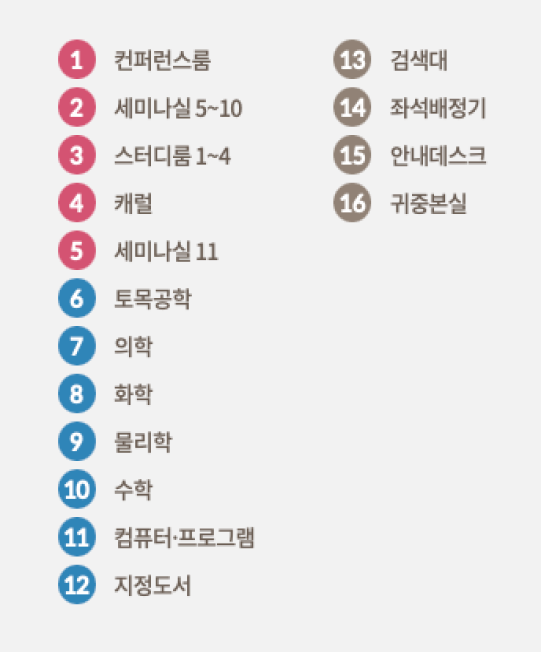 1 컨퍼런스룸
2 세미나실 5~10
3 스터디룸 1~4
4 캐럴
5 세미나실 11
6 토목공학
7 의학
8 화학
9 물리학
10 수학
11 컴퓨터·프로그램
12 지정도서
13 검색대
14 좌석배정기
15 안내데스크
16 귀중본실